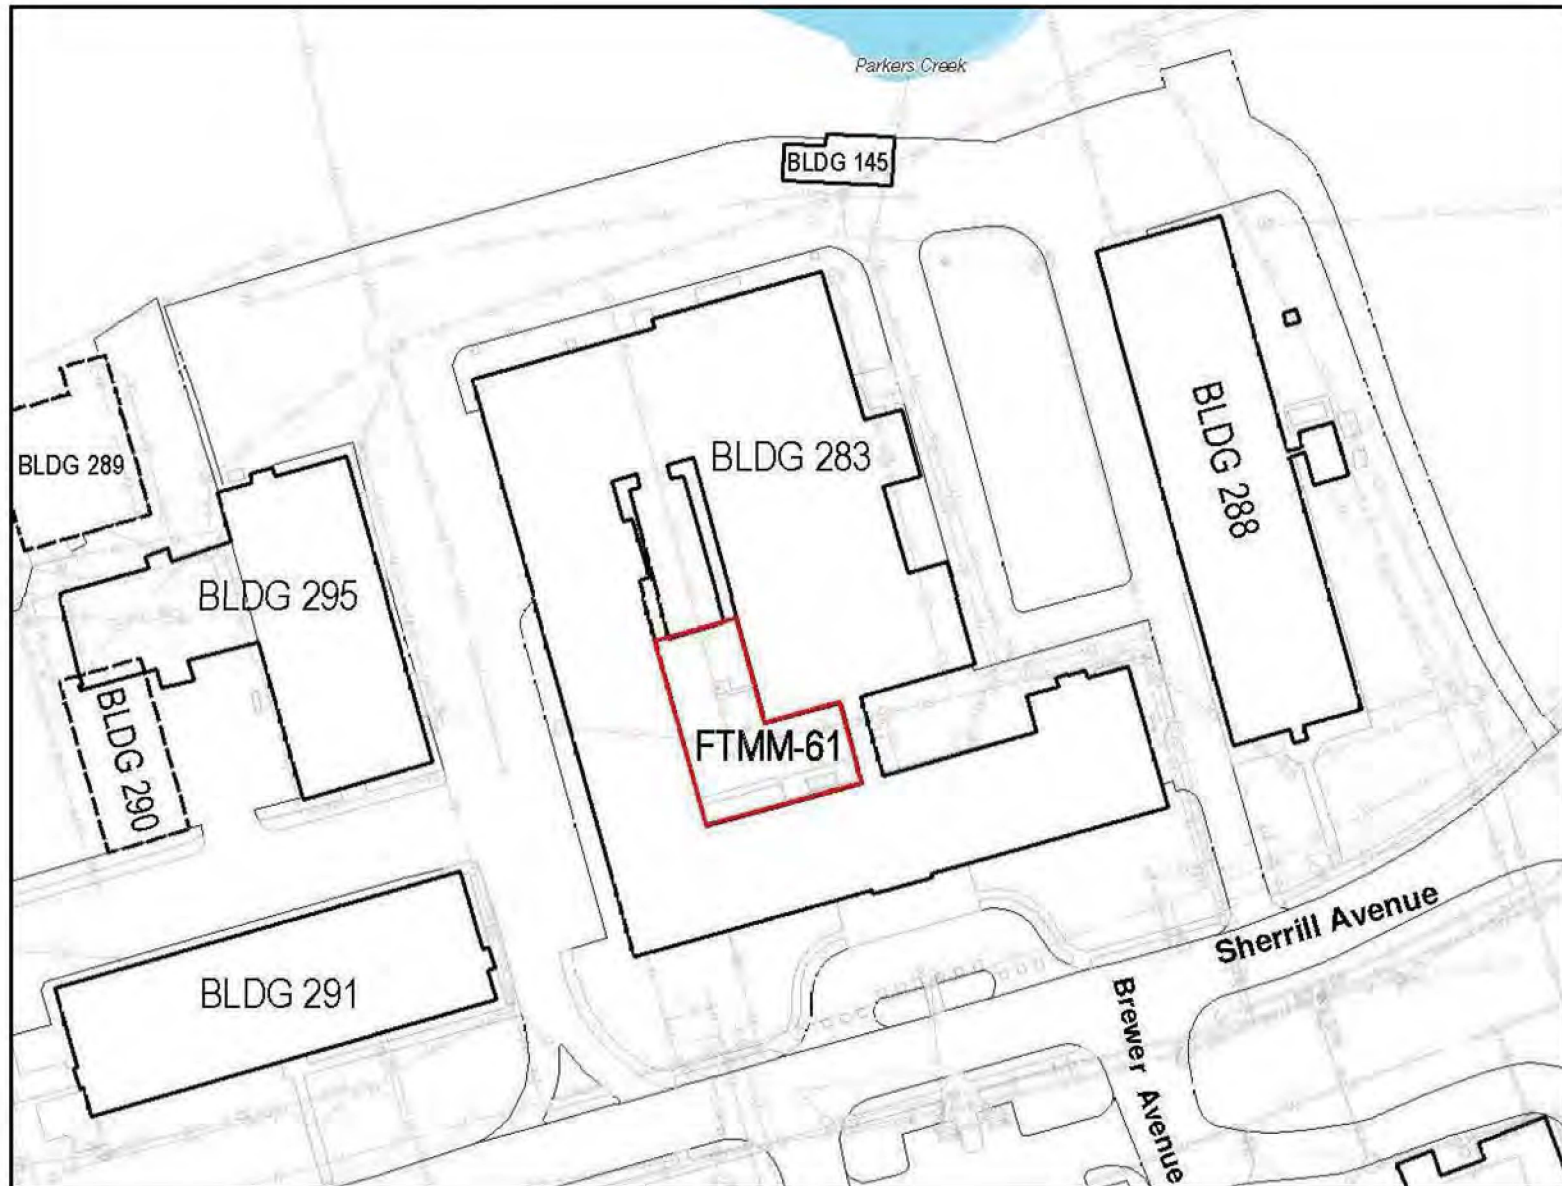 Parkers Creek
BLDG 145
BLDG 283
BLDG 289
BLDG 288
BLDG 295
BLDG 290
FTMM-61
Sherrill Avenue
BLDG 291
Brewer Avenue